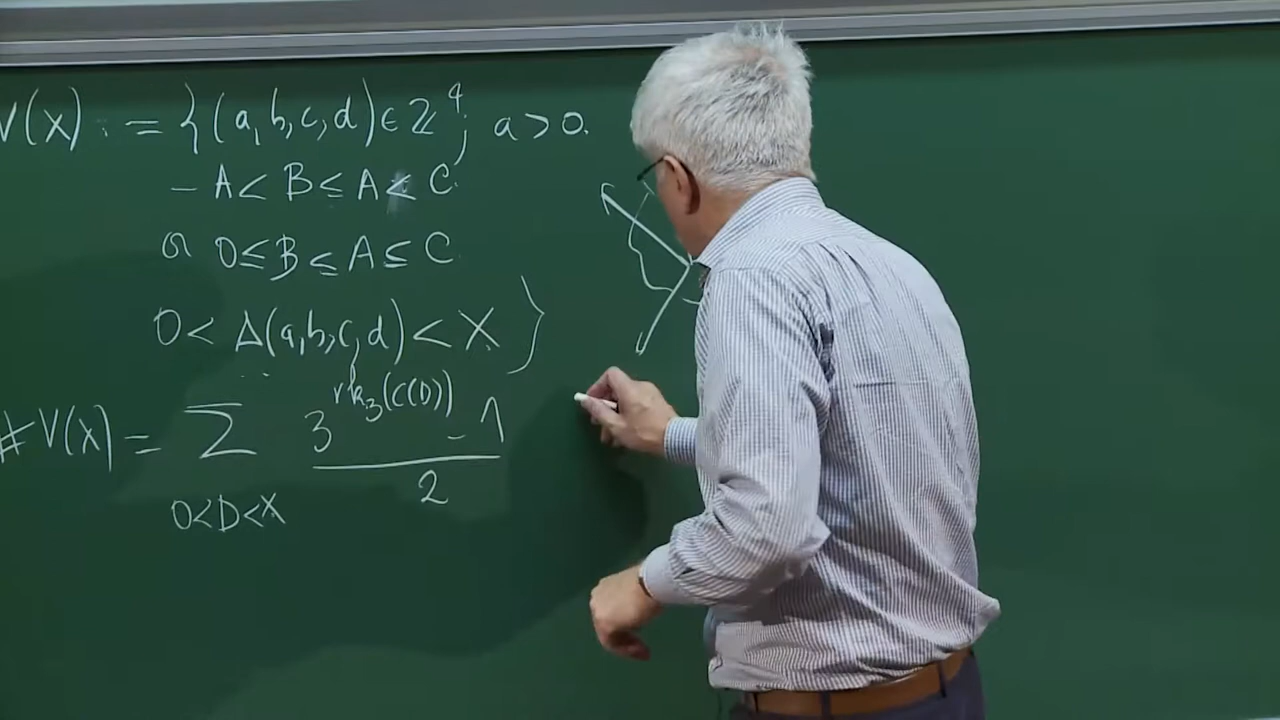 V(X) := {(a,b,c,d) ∈ ℤ⁴; a > 0.
- A < B ≤ A < C.
or 0 ≤ B ≤ A ≤ C
0 < Δ(a,b,c,d) < X }
#V(X) = ∑_{0<D<X} (3^{rk₃(C(D))} - 1) / 2